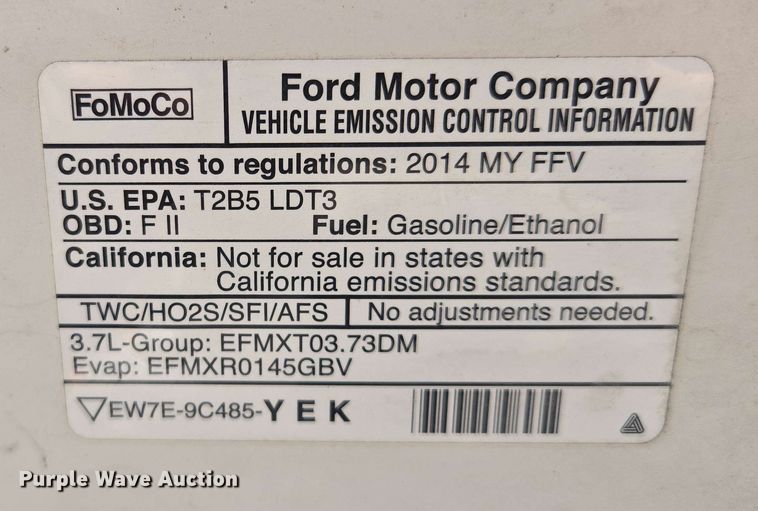 FoMoCo
Ford Motor Company
VEHICLE EMISSION CONTROL INFORMATION
Conforms to regulations: 2014 MY FFV
U.S. EPA: T2B5 LDT3
OBD: F II Fuel: Gasoline/Ethanol
California: Not for sale in states with
California emissions standards.
TWC/HO2S/SFI/AFS No adjustments needed.
3.7L-Group: EFMXT03.73DM
Evap: EFMXR0145GBV
EW7E-9C485-Y E K
Purple Wave Auction